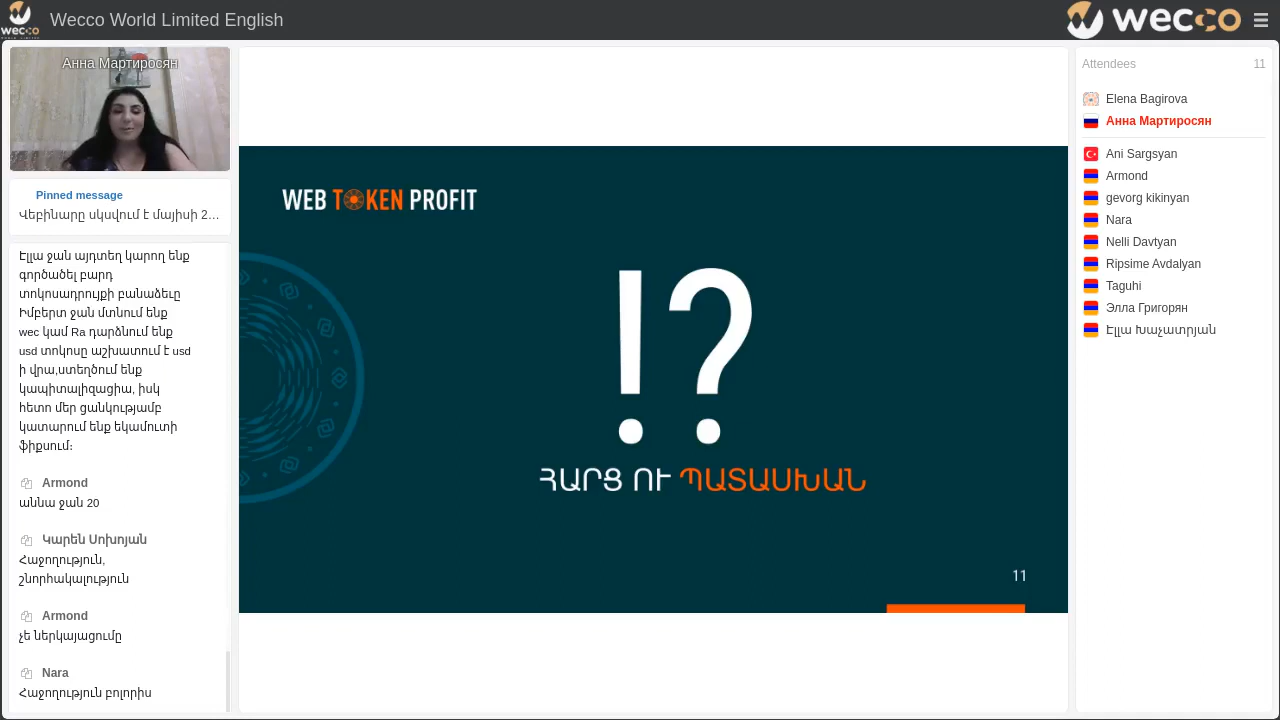 wecco
WORLD LIMITED
Wecco World Limited English
wecco
Анна Мартиросян
Pinned message
Վեբինարը սկսվում է մայիսի 2…
Էլլա ջան այդտեղ կարող ենք
գործածել բարդ
տոկոսադրույքի բանաձեւը
Իմբերտ ջան մտնում ենք
wec կամ Ra դարձնում ենք
usd տոկոսը աշխատում է usd
ի վրա,ստեղծում ենք
կապիտալիզացիա, իսկ
հետո մեր ցանկությամբ
կատարում ենք եկամուտի
ֆիքսում:
Armond
աննա ջան 20
Կարեն Սոխոյան
Հաջողություն,
շնորհակալություն
Armond
չե ներկայացումը
Nara
Հաջողություն բոլորիս
WEB TOKEN PROFIT
!?
ՀԱՐՑ ՈՒ ՊԱՏԱՍԽԱՆ
11
Attendees 11
Elena Bagirova
Анна Мартиросян
Ani Sargsyan
Armond
gevorg kikinyan
Nara
Nelli Davtyan
Ripsime Avdalyan
Taguhi
Элла Григорян
Էլլա Խաչատրյան